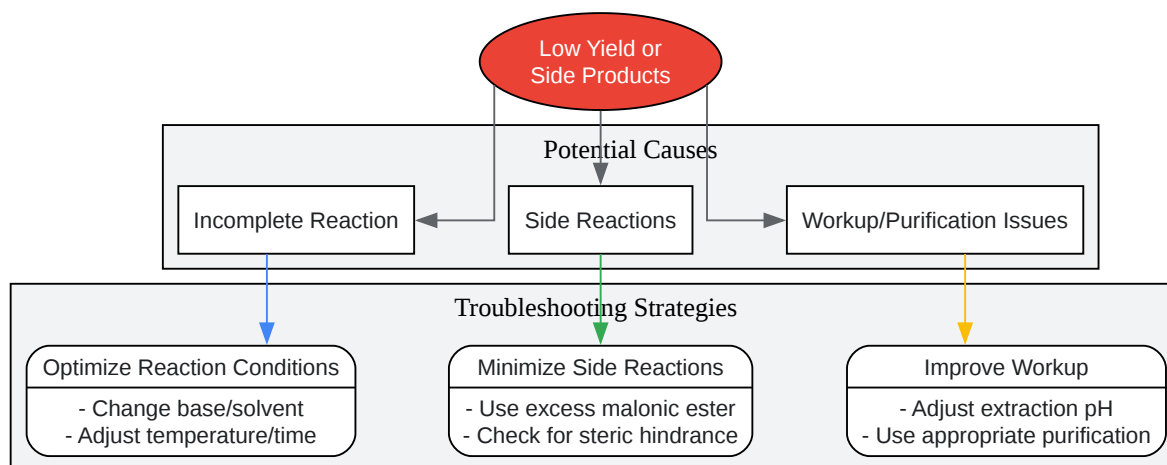 Low Yield or
Side Products
Potential Causes
Incomplete Reaction
Side Reactions
Workup/Purification Issues
Troubleshooting Strategies
Optimize Reaction Conditions
- Change base/solvent
- Adjust temperature/time
Minimize Side Reactions
- Use excess malonic ester
- Check for steric hindrance
Improve Workup
- Adjust extraction pH
- Use appropriate purification